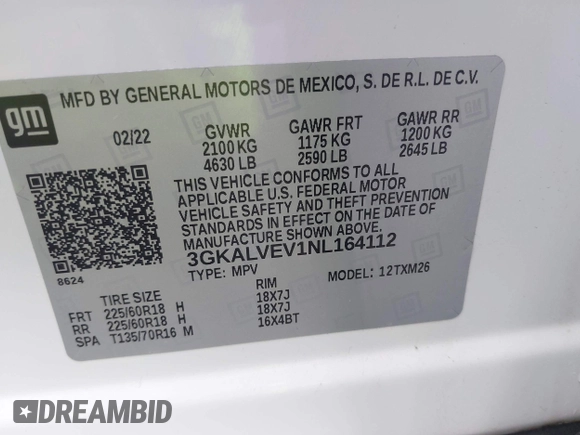 gm
MFD BY GENERAL MOTORS DE MEXICO, S. DE R.L. DE C.V.
02/22 GVWR GAWR FRT GAWR RR
2100 KG 1175 KG 1200 KG
4630 LB 2590 LB 2645 LB
THIS VEHICLE CONFORMS TO ALL
APPLICABLE U.S. FEDERAL MOTOR
VEHICLE SAFETY AND THEFT PREVENTION
STANDARDS IN EFFECT ON THE DATE OF
MANUFACTURE SHOWN ABOVE.
3GKALVEV1NL164112
8624 TYPE: MPV MODEL: 12TXM26
TIRE SIZE RIM
FRT 225/60R18 H 18X7J
RR 225/60R18 H 18X7J
SPA T135/70R16 M 16X4BT
DREAMBID